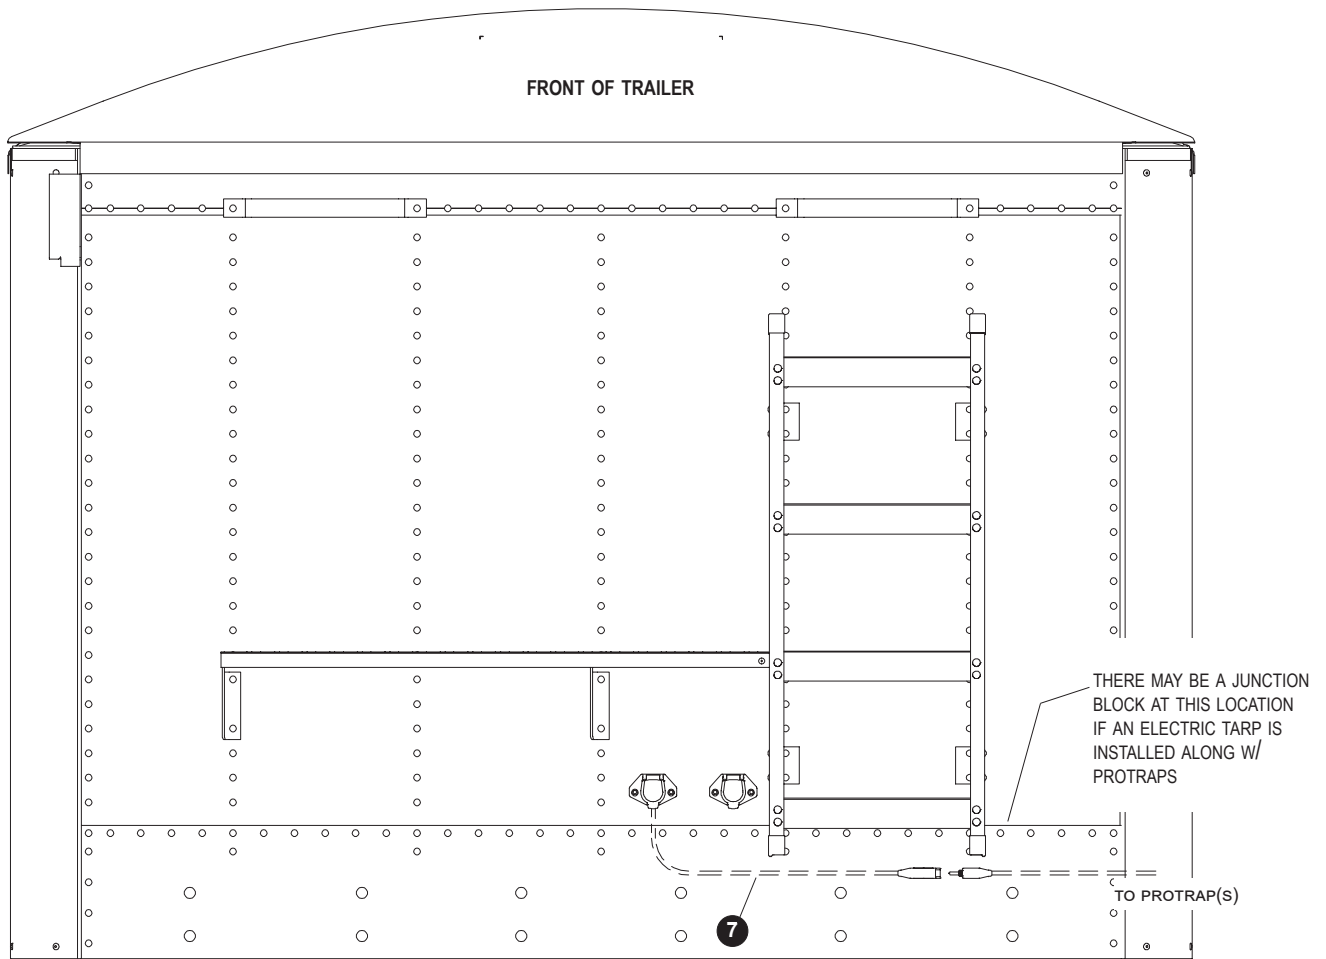 FRONT OF TRAILER
THERE MAY BE A JUNCTION
BLOCK AT THIS LOCATION
IF AN ELECTRIC TARP IS
INSTALLED ALONG W/
PROTRAPS
TO PROTRAP(S)
7